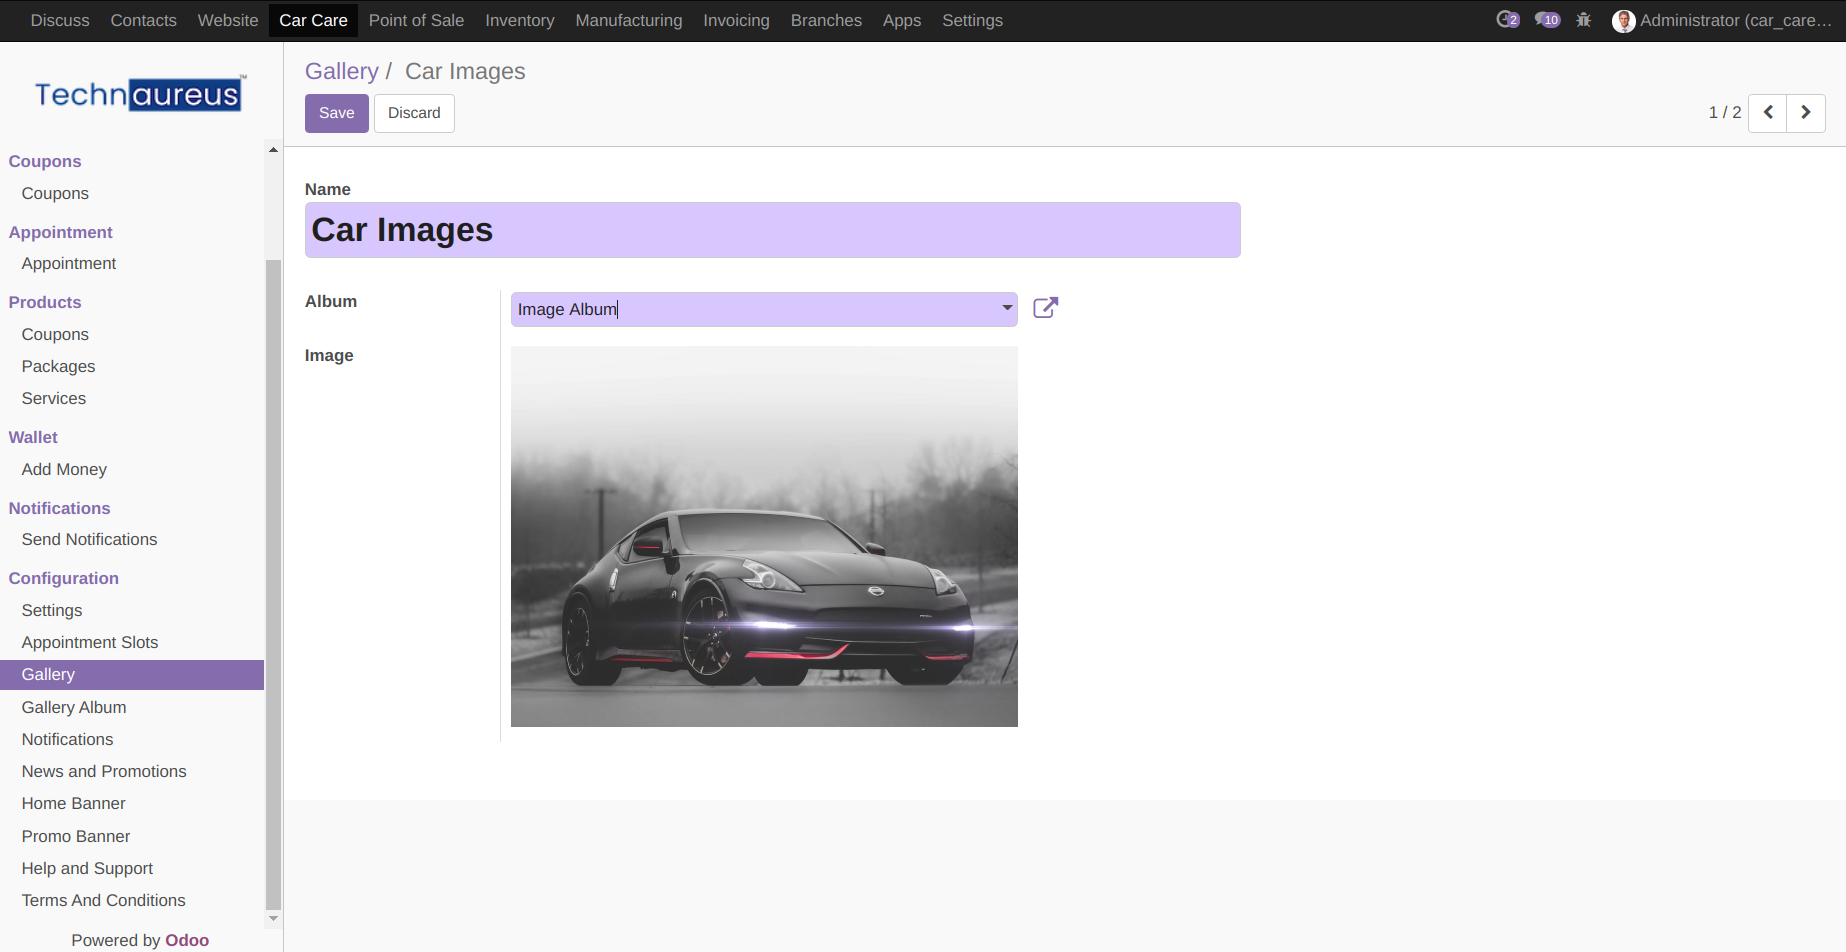 Discuss Contacts Website Car Care Point of Sale Inventory Manufacturing Invoicing Branches Apps Settings 2 10 Administrator (car_care...
Technaureus™
Gallery / Car Images
Save Discard
1 / 2
Coupons
Coupons
Appointment
Appointment
Products
Coupons
Packages
Services
Wallet
Add Money
Notifications
Send Notifications
Configuration
Settings
Appointment Slots
Gallery
Gallery Album
Notifications
News and Promotions
Home Banner
Promo Banner
Help and Support
Terms And Conditions
Powered by Odoo
Name
Car Images
Album
Image Album
Image